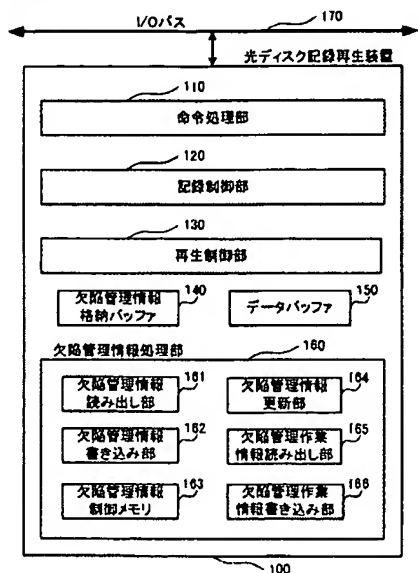 I/Oバス
170
光ディスク記録再生装置
110
命令処理部
120
記録制御部
130
再生制御部
140
欠陥管理情報
格納バッファ
150
データバッファ
欠陥管理情報処理部
160
161
欠陥管理情報
読み出し部
164
欠陥管理情報
更新部
162
欠陥管理情報
書き込み部
165
欠陥管理作業
情報読み出し部
163
欠陥管理情報
制御メモリ
166
欠陥管理作業
情報書き込み部
100